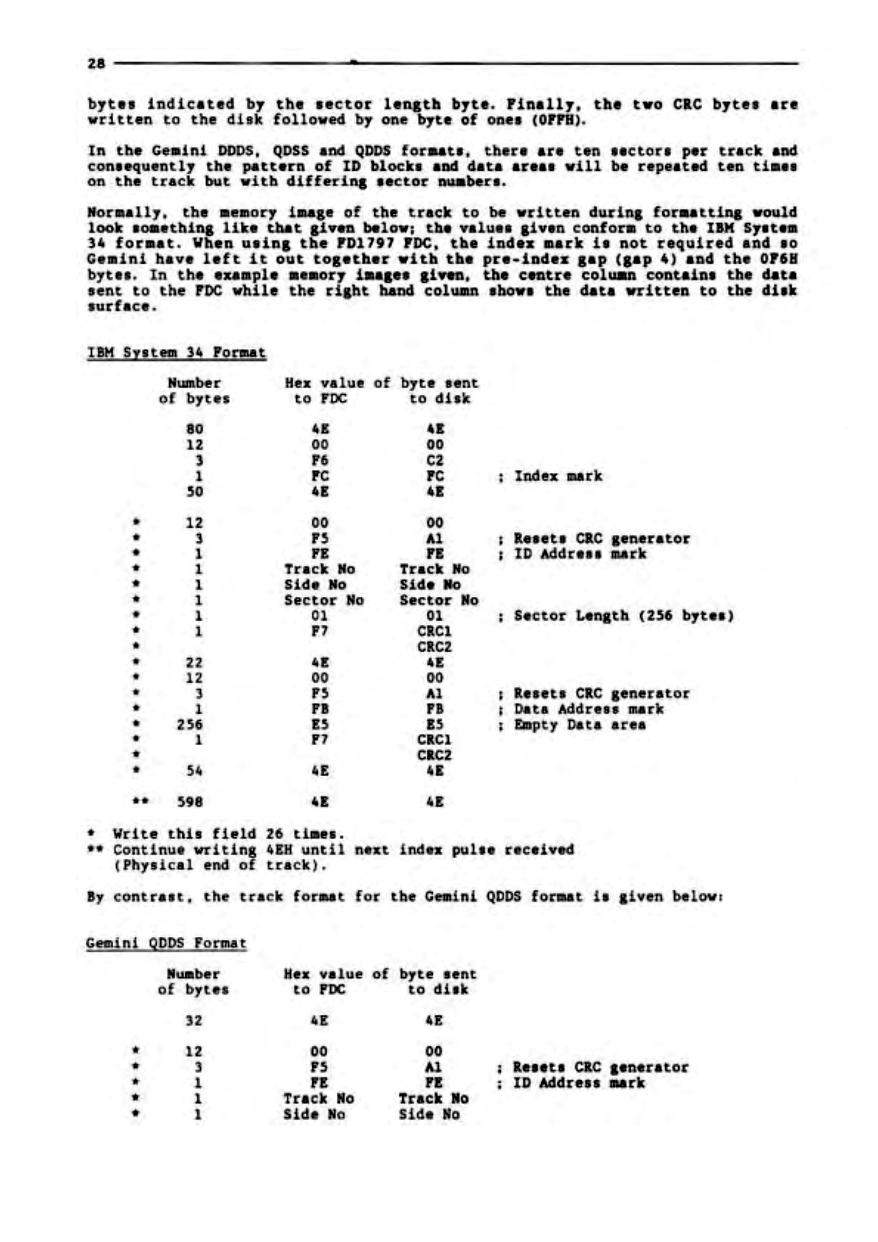 28
bytes indicated by the sector length byte. Finally, the two CRC bytes are
written to the disk followed by one byte of ones (0FFH).
In the Gemini DDDS, QDSS and QDDS formats, there are ten sectors per track and
consequently the pattern of ID blocks and data areas will be repeated ten times
on the track but with differing sector numbers.
Normally, the memory image of the track to be written during formatting would
look something like that given below; the values given conform to the IBM System
34 format. When using the FD1797 FDC, the index mark is not required and so
Gemini have left it out together with the pre-index gap (gap 4) and the 0F6H
bytes. In the example memory images given, the centre column contains the data
sent to the FDC while the right hand column shows the data written to the disk
surface.
IBM System 34 Format
Number Hex value of byte sent
of bytes to FDC to disk
80 4E 4E
12 00 00
3 F6 C2
1 FC FC ; Index mark
50 4E 4E
* 12 00 00
* 3 F5 A1 ; Resets CRC generator
* 1 FE FE ; ID Address mark
* 1 Track No Track No
* 1 Side No Side No
* 1 Sector No Sector No
* 1 01 01 ; Sector Length (256 bytes)
* 1 F7 CRC1
* CRC2
* 22 4E 4E
* 12 00 00
* 3 F5 A1 ; Resets CRC generator
* 1 FB FB ; Data Address mark
* 256 E5 E5 ; Empty Data area
* 1 F7 CRC1
* CRC2
* 54 4E 4E
** 598 4E 4E
* Write this field 26 times.
** Continue writing 4EH until next index pulse received
(Physical end of track).
By contrast, the track format for the Gemini QDDS format is given below:
Gemini QDDS Format
Number Hex value of byte sent
of bytes to FDC to disk
32 4E 4E
* 12 00 00
* 3 F5 A1 ; Resets CRC generator
* 1 FE FE ; ID Address mark
* 1 Track No Track No
* 1 Side No Side No